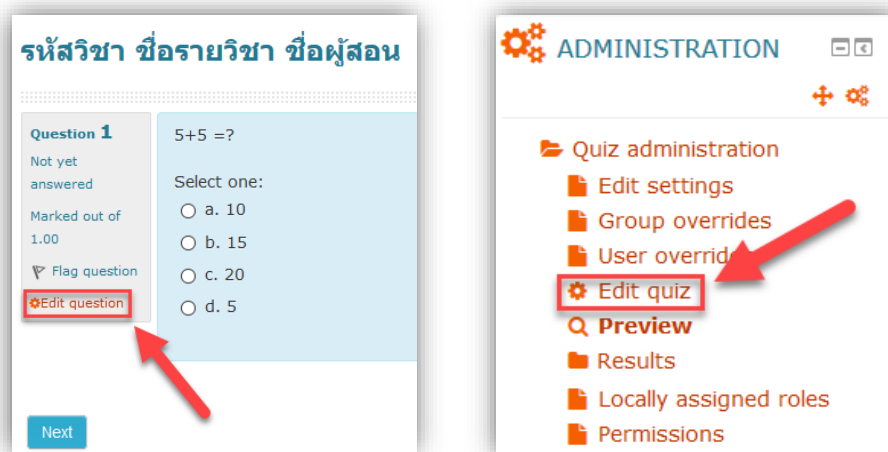 รหัสวิชา ชื่อรายวิชา ชื่อผู้สอน
Question 1
Not yet
answered
Marked out of
1.00
Flag question
Edit question
5+5 =?
Select one:
a. 10
b. 15
c. 20
d. 5
Next
ADMINISTRATION
Quiz administration
Edit settings
Group overrides
User
Edit quiz
Preview
Results
Locally assigned roles
Permissions